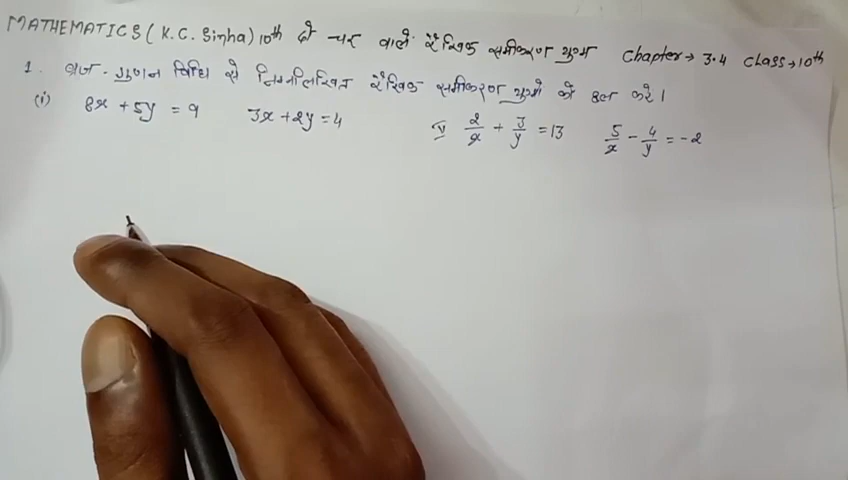 MATHEMATICS (K.C. Sinha) 10th दो चर वाले रैखिक समीकरण युग्म Chapter → 3.4 Class → 10th
1. बज्र-गुणन विधि से निम्नलिखित रैखिक समीकरण युग्मो को हल करे।
(i) 8x + 5y = 9 3x + 2y = 4 V 2/x + 3/y = 13 5/x - 4/y = -2